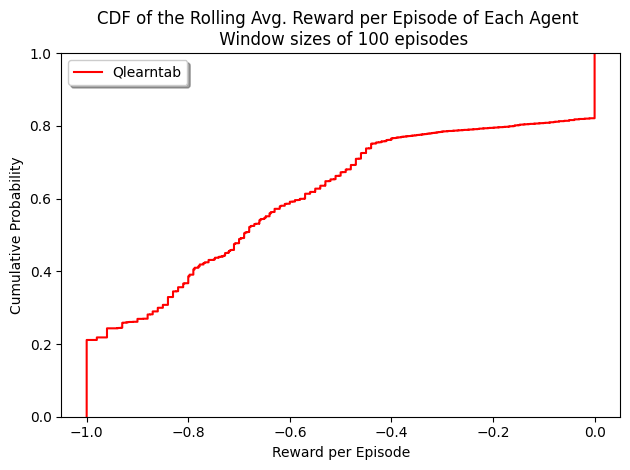 CDF of the Rolling Avg. Reward per Episode of Each Agent
Window sizes of 100 episodes
Qlearntab
1.0
0.8
0.6
0.4
0.2
0.0
Cumulative Probability
−1.0 −0.8 −0.6 −0.4 −0.2 0.0
Reward per Episode